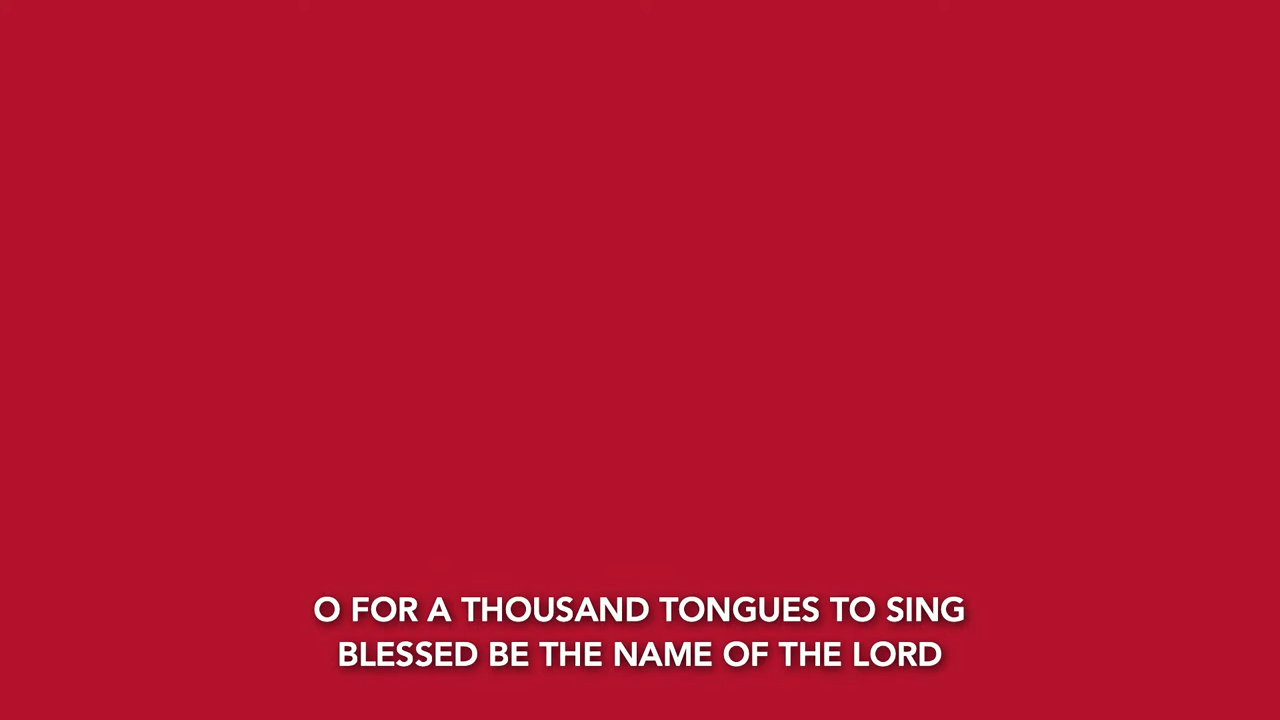 O FOR A THOUSAND TONGUES TO SING
BLESSED BE THE NAME OF THE LORD